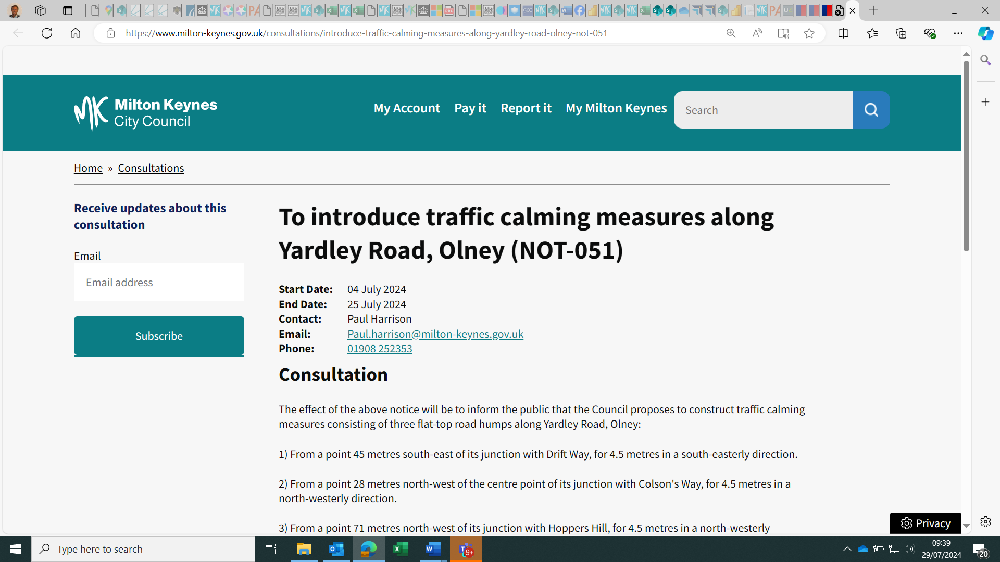 https://www.milton-keynes.gov.uk/consultations/introduce-traffic-calming-measures-along-yardley-road-olney-not-051
Milton Keynes
City Council
My Account
Pay it
Report it
My Milton Keynes
Search
Home » Consultations
Receive updates about this
consultation
Email
Email address
Subscribe
To introduce traffic calming measures along
Yardley Road, Olney (NOT-051)
Start Date: 04 July 2024
End Date: 25 July 2024
Contact: Paul Harrison
Email: Paul.harrison@milton-keynes.gov.uk
Phone: 01908 252353
Consultation
The effect of the above notice will be to inform the public that the Council proposes to construct traffic calming
measures consisting of three flat-top road humps along Yardley Road, Olney:
1) From a point 45 metres south-east of its junction with Drift Way, for 4.5 metres in a south-easterly direction.
2) From a point 28 metres north-west of the centre point of its junction with Colson's Way, for 4.5 metres in a
north-westerly direction.
3) From a point 71 metres north-west of its junction with Hoppers Hill, for 4.5 metres in a north-westerly
Privacy
Type here to search
9+
09:39
29/07/2024
20